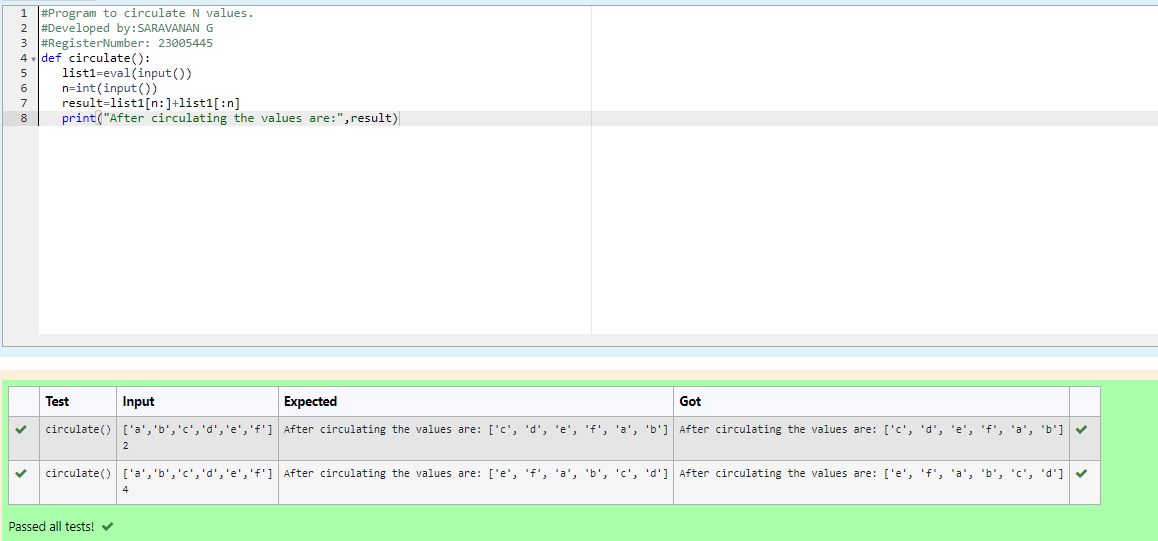 1 #Program to circulate N values.
2 #Developed by:SARAVANAN G
3 #RegisterNumber: 23005445
4 def circulate():
5 list1=eval(input())
6 n=int(input())
7 result=list1[n:]+list1[:n]
8 print("After circulating the values are:",result)
Test Input Expected Got
circulate() ['a','b','c','d','e','f'] After circulating the values are: ['c', 'd', 'e', 'f', 'a', 'b'] After circulating the values are: ['c', 'd', 'e', 'f', 'a', 'b']
2
circulate() ['a','b','c','d','e','f'] After circulating the values are: ['e', 'f', 'a', 'b', 'c', 'd'] After circulating the values are: ['e', 'f', 'a', 'b', 'c', 'd']
4
Passed all tests!